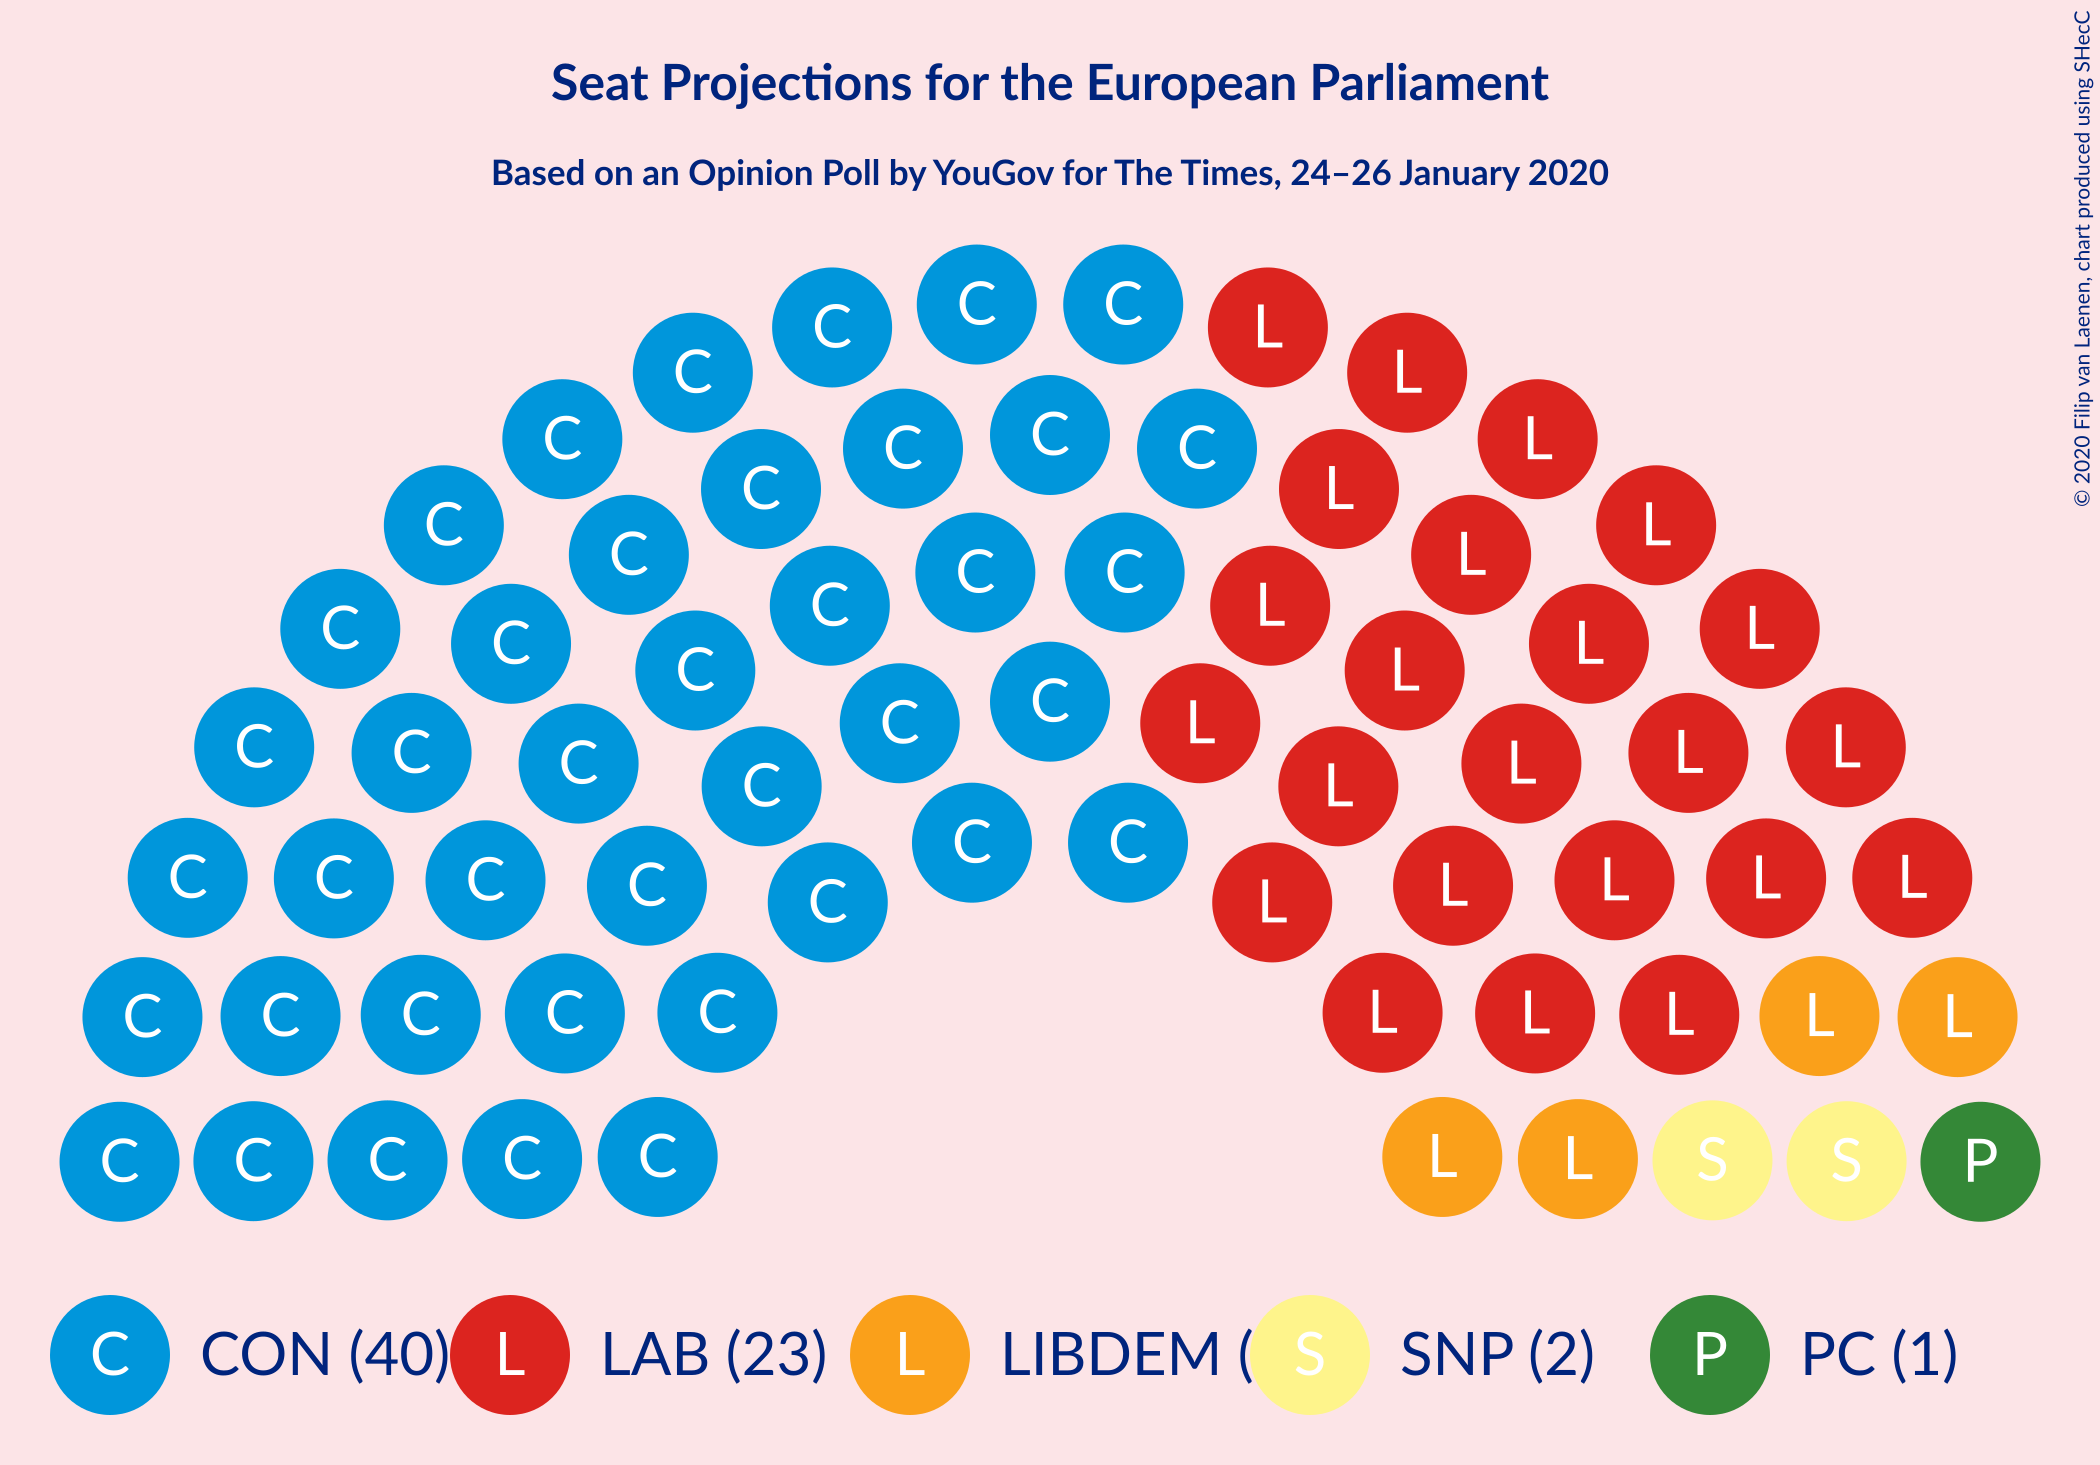 Seat Projections for the European Parliament
Based on an Opinion Poll by YouGov for The Times, 24–26 January 2020
© 2020 Filip van Laenen, chart produced using SHecC
C C C C L L
C C C C L L
C C C L L L
C C C C L L
C C C L L L
C C C C L L
C C C C L L L L
C C C L
C C C C C L L L L L
C C C C L L L L
C C C C C L L S S P
C CON (40) L LAB (23) L LIBDEM ( S SNP (2) P PC (1)